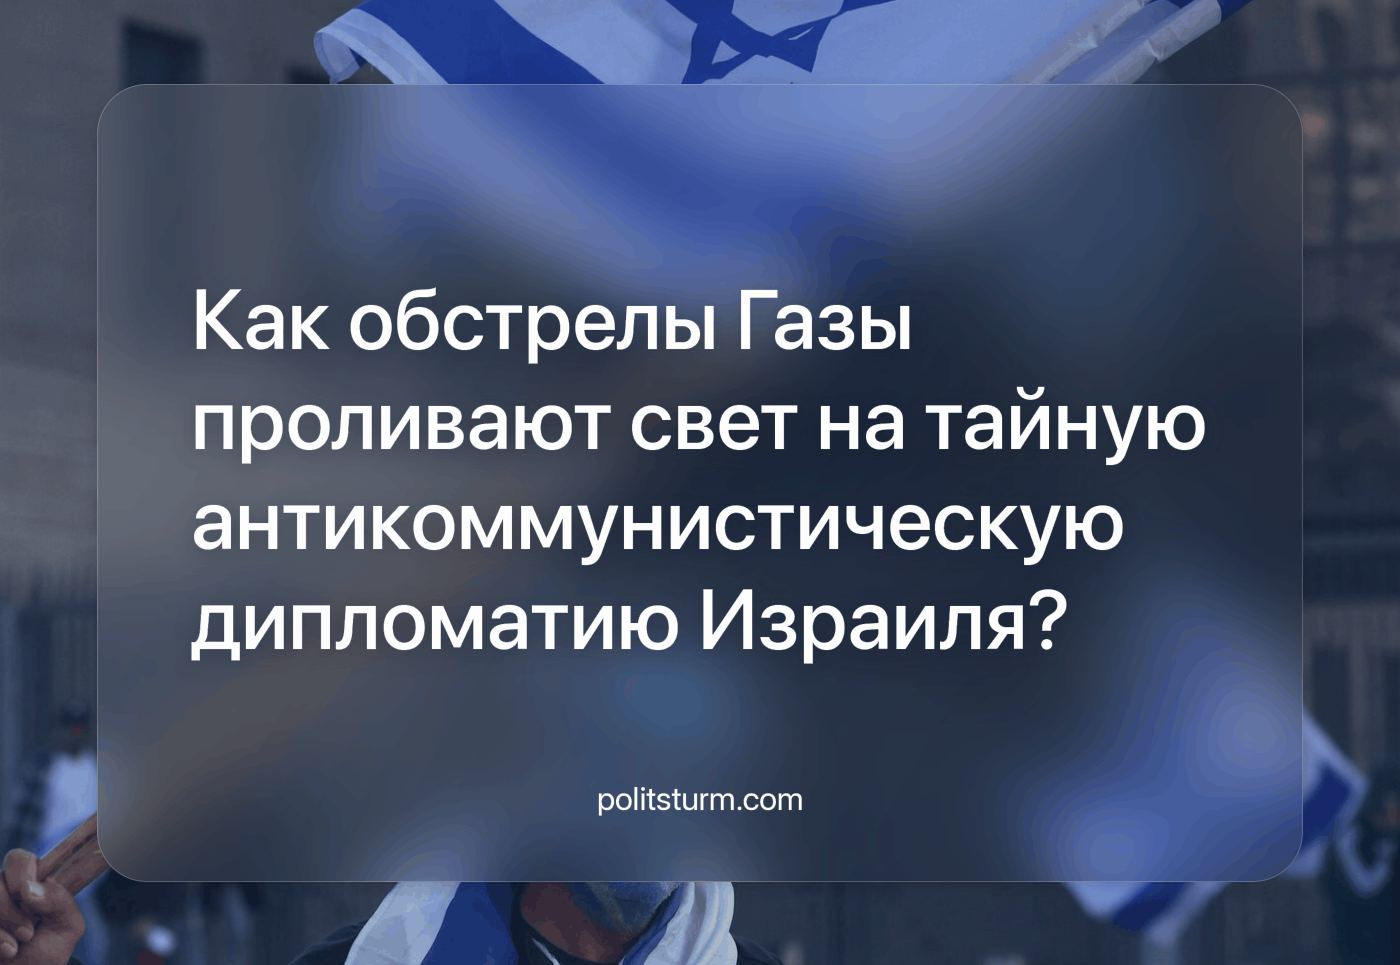 Как обстрелы Газы
проливают свет на тайную
антикоммунистическую
дипломатию Израиля?
politsturm.com